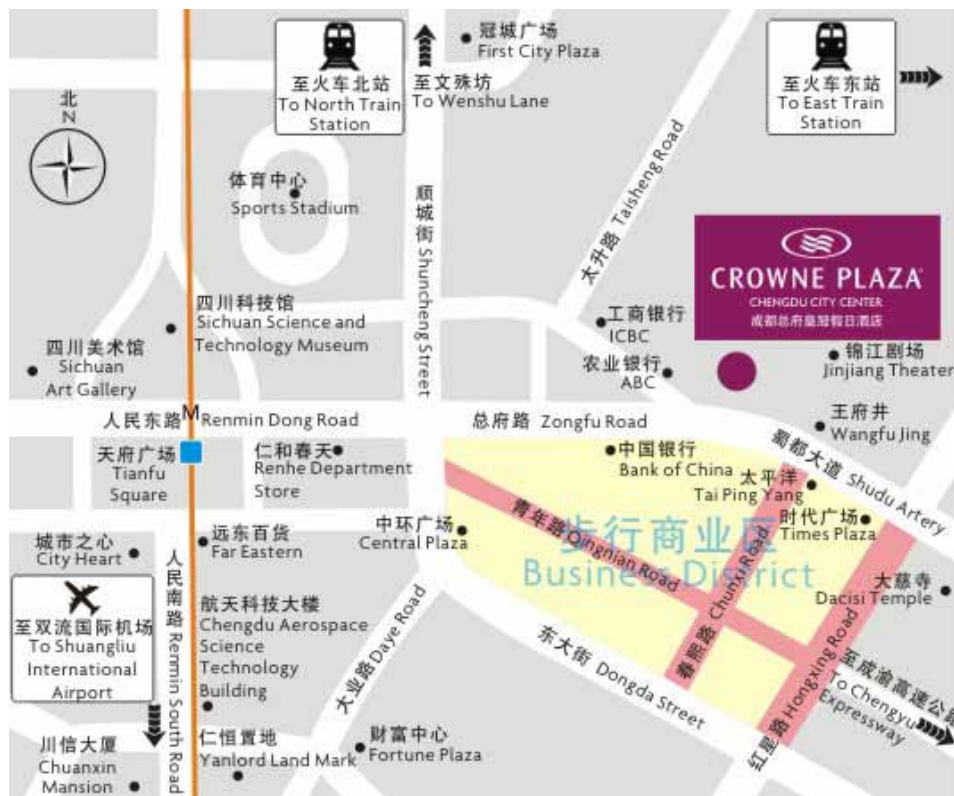 冠城广场
First City Plaza
至火车北站
To North Train
Station
至文殊坊
To Wenshu Lane
至火车东站
To East Train
Station
北
N
体育中心
Sports Stadium
顺城街 Shuncheng Street
太升路 Taisheng Road
CROWNE PLAZA
CHENGDU CITY CENTER
成都总府皇冠假日酒店
四川科技馆
Sichuan Science and
Technology Museum
工商银行
ICBC
四川美术馆
Sichuan
Art Gallery
农业银行
ABC
锦江剧场
Jinjiang Theater
人民东路 M Renmin Dong Road
总府路 Zongfu Road
王府井
Wangfu Jing
蜀都大道 Shudu Artery
天府广场
Tianfu
Square
仁和春天
Renhe Department
Store
中国银行
Bank of China
太平洋
Tai Ping Yang
青年路 Qingnian Road
时代广场
Times Plaza
中环广场
Central Plaza
步行商业区
Business District
城市之心
City Heart
远东百货
Far Eastern
春熙路 Chunxi Road
大慈寺
Dacisi Temple
至双流国际机场
To Shuangliu
International
Airport
人民南路 Renmin South Road
航天科技大楼
Chengdu Aerospace
Science
Technology
Building
大业路 Daye Road
东大街 Dongda Street
红星路 Hongxing Road
至成渝高速公路
To Chengyu
Expressway
川信大厦
Chuanxin
Mansion
仁恒置地
Yanlord Land Mark
财富中心
Fortune Plaza